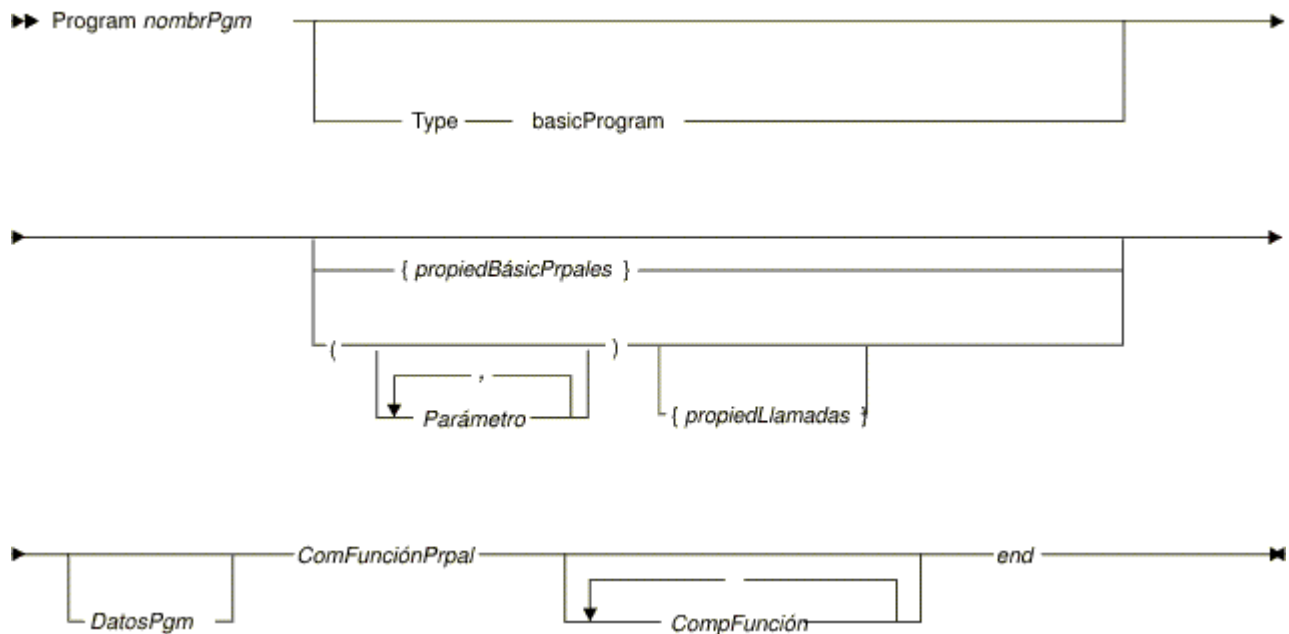 Program nombrPgm
Type basicProgram
{ propiedBásicPrpales }
( )
,
Parámetro
{ propiedLlamadas }
ComFunciónPrpal end
DatosPgm
CompFunción